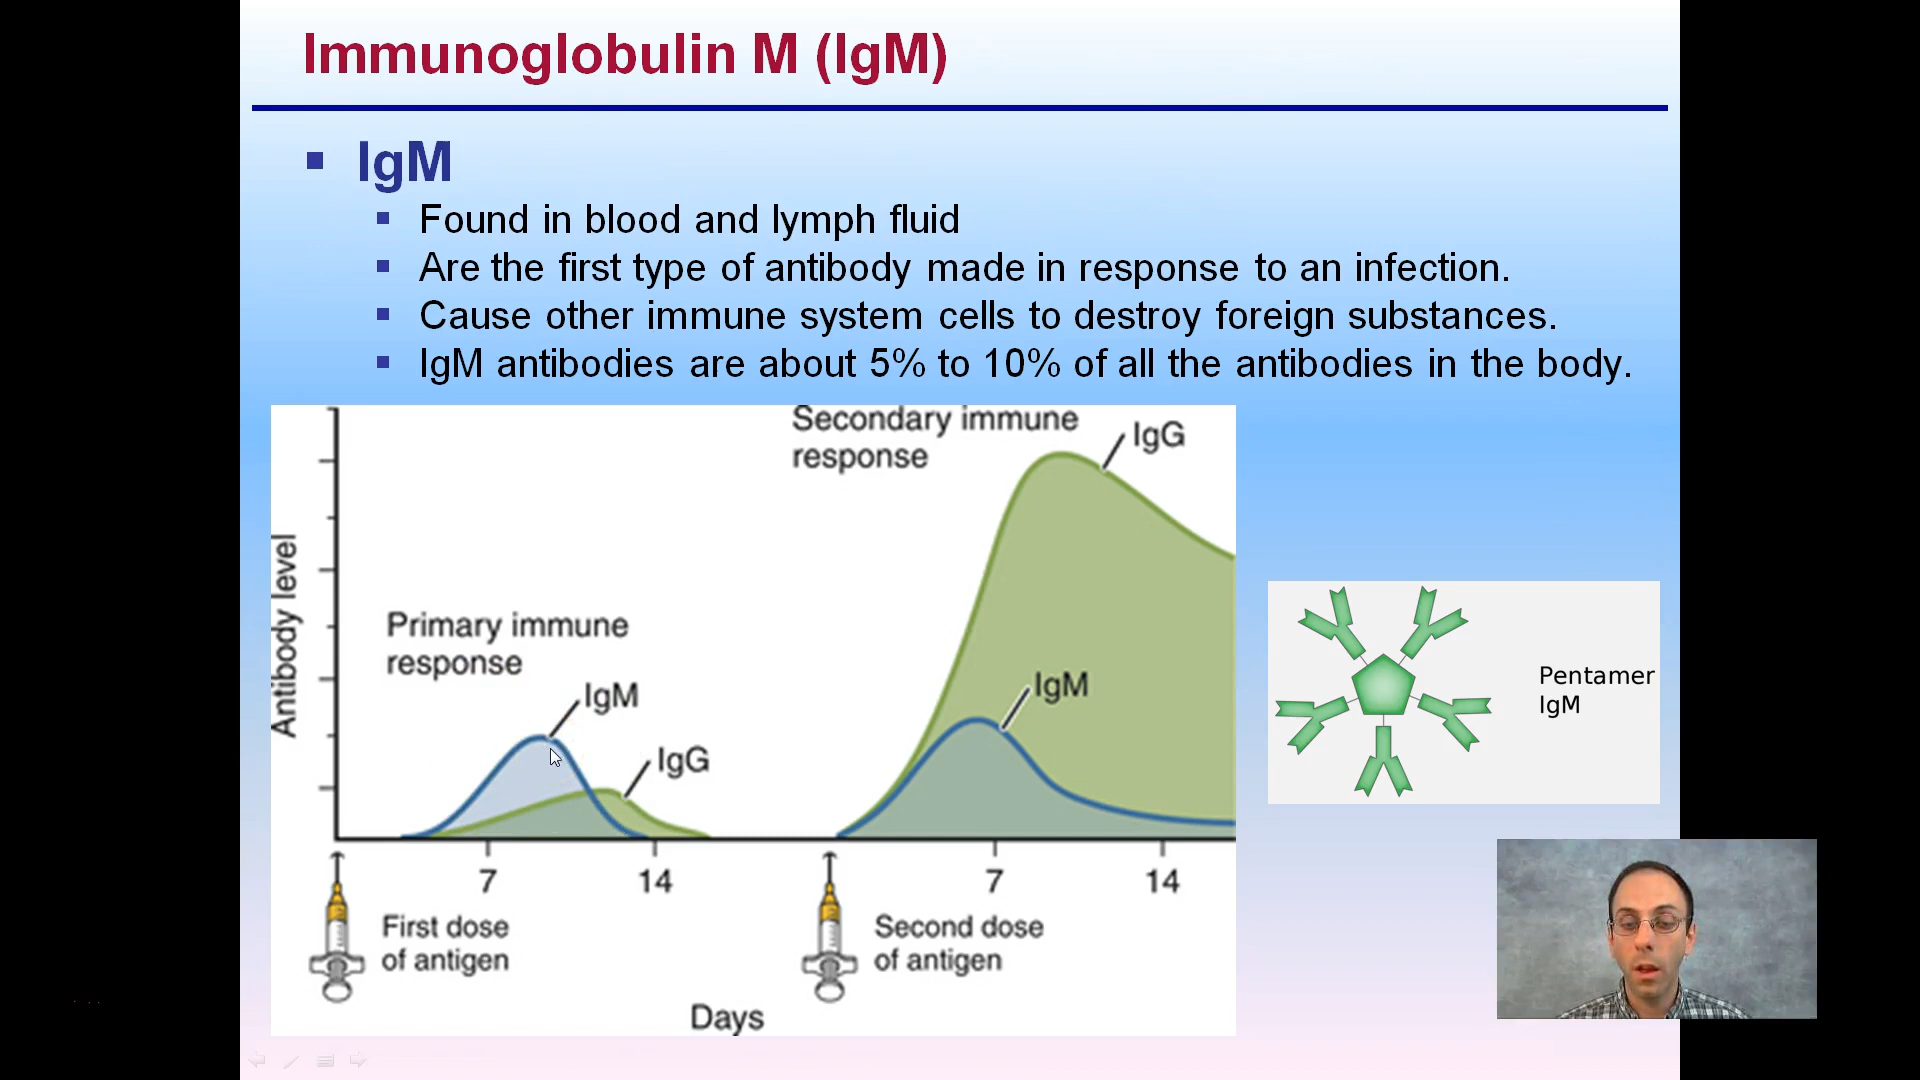 Immunoglobulin M (IgM)
IgM
Found in blood and lymph fluid
Are the first type of antibody made in response to an infection.
Cause other immune system cells to destroy foreign substances.
IgM antibodies are about 5% to 10% of all the antibodies in the body.
Secondary immune
response
IgG
Antibody level
Primary immune
response
IgM
IgG
IgM
Pentamer
IgM
7
14
7
14
First dose
of antigen
Second dose
of antigen
Days